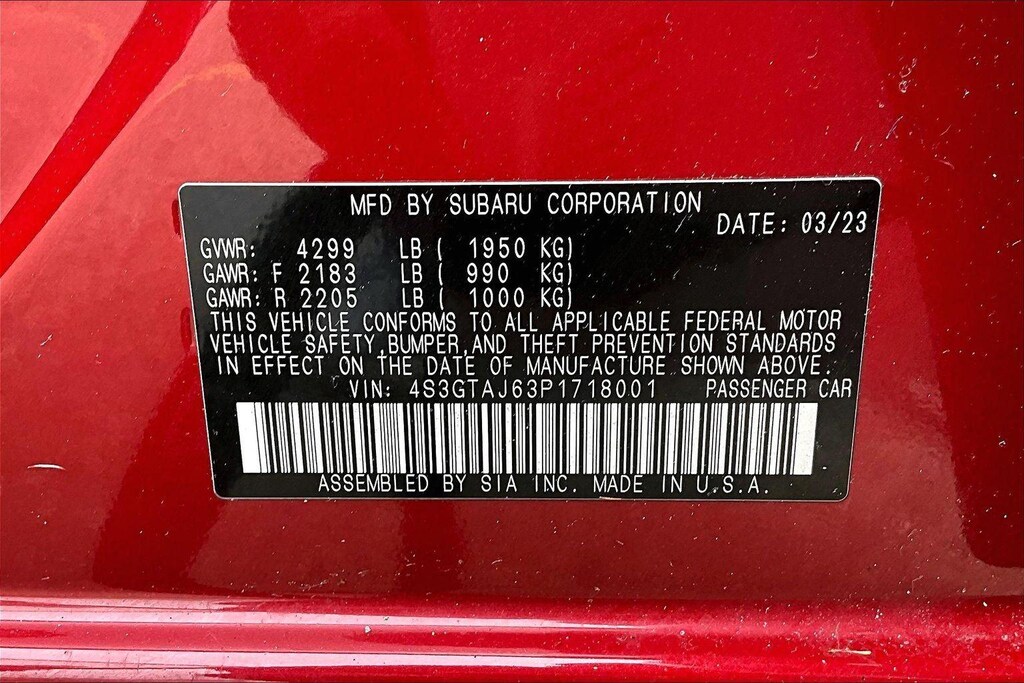 MFD BY SUBARU CORPORATION
DATE: 03/23
GVWR: 4299 LB ( 1950 KG)
GAWR: F 2183 LB ( 990 KG)
GAWR: R 2205 LB ( 1000 KG)
THIS VEHICLE CONFORMS TO ALL APPLICABLE FEDERAL MOTOR
VEHICLE SAFETY,BUMPER,AND THEFT PREVENTION STANDARDS
IN EFFECT ON THE DATE OF MANUFACTURE SHOWN ABOVE.
VIN: 4S3GTAJ63P1718001 PASSENGER CAR
ASSEMBLED BY SIA INC. MADE IN U.S.A.